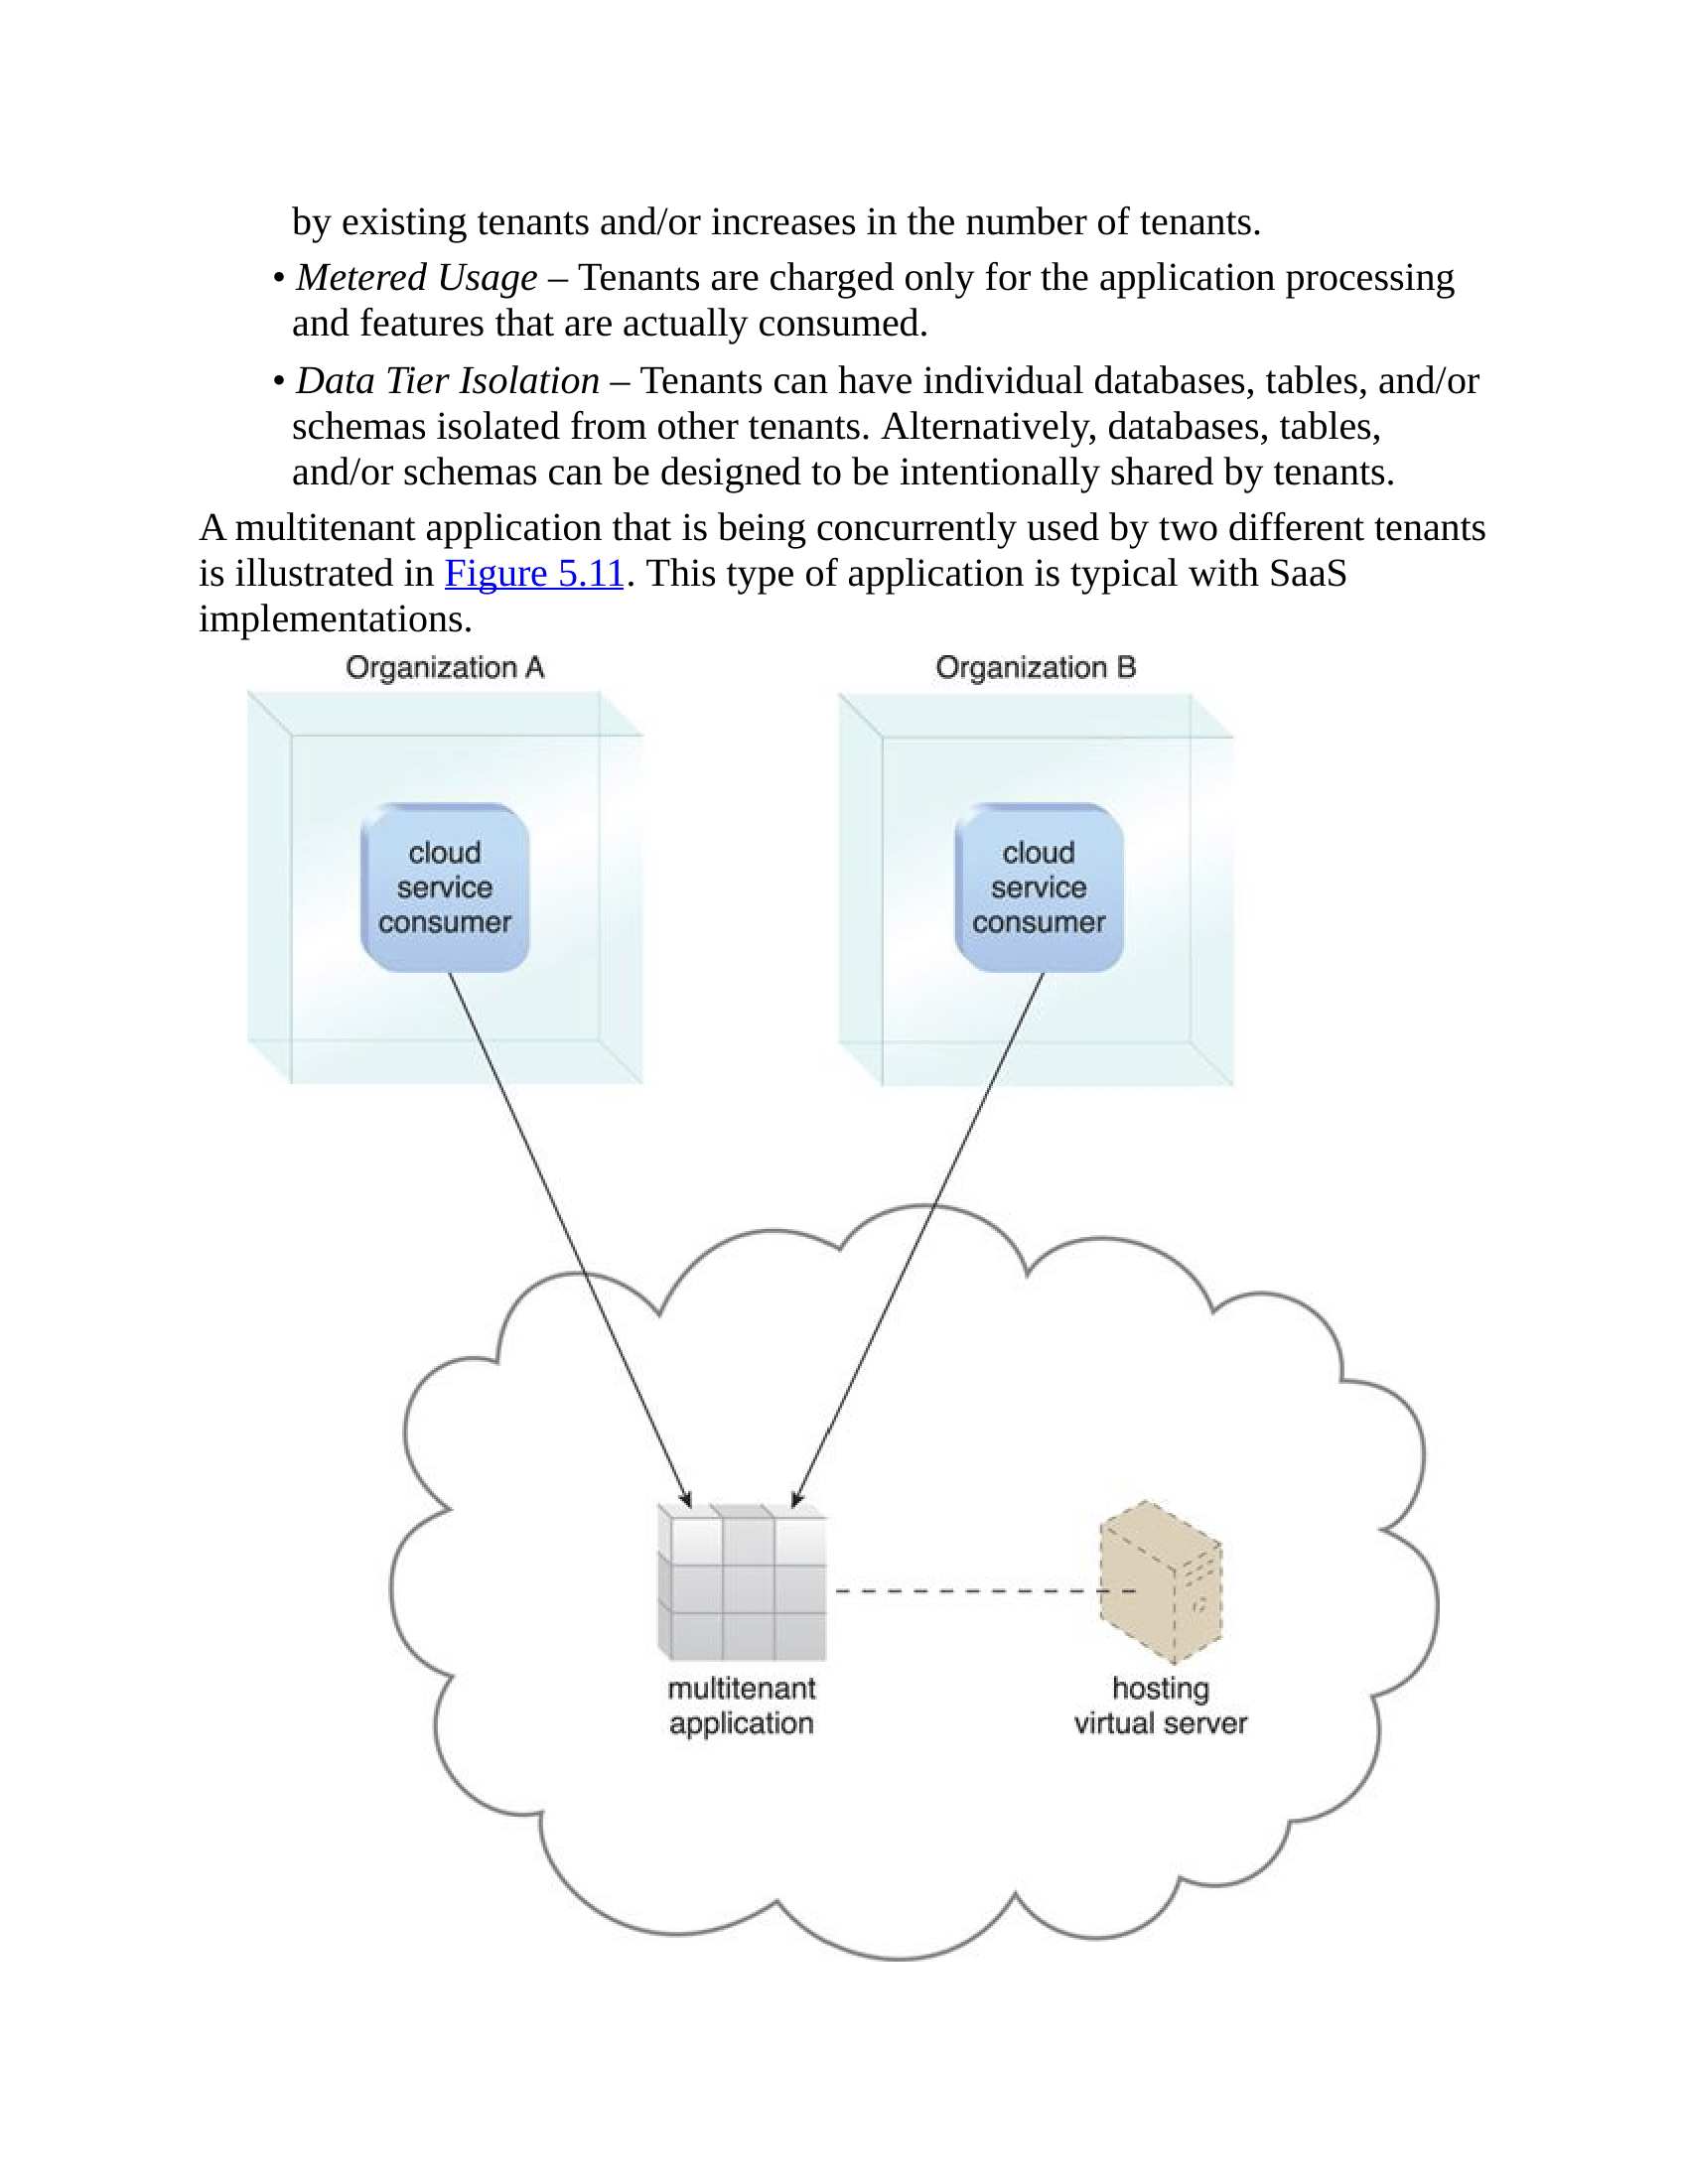 by existing tenants and/or increases in the number of tenants.
• Metered Usage – Tenants are charged only for the application processing
and features that are actually consumed.
• Data Tier Isolation – Tenants can have individual databases, tables, and/or
schemas isolated from other tenants. Alternatively, databases, tables,
and/or schemas can be designed to be intentionally shared by tenants.
A multitenant application that is being concurrently used by two different tenants
is illustrated in Figure 5.11. This type of application is typical with SaaS
implementations.
Organization A
Organization B
cloud
service
consumer
cloud
service
consumer
multitenant
application
hosting
virtual server